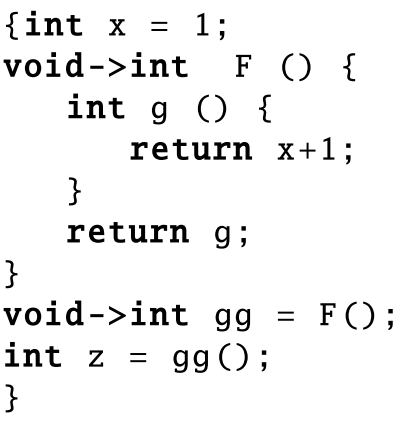 {int x = 1;
void->int  F () {
    int g () {
        return x+1;
    }
    return g;
}
void->int gg = F();
int z = gg();
}